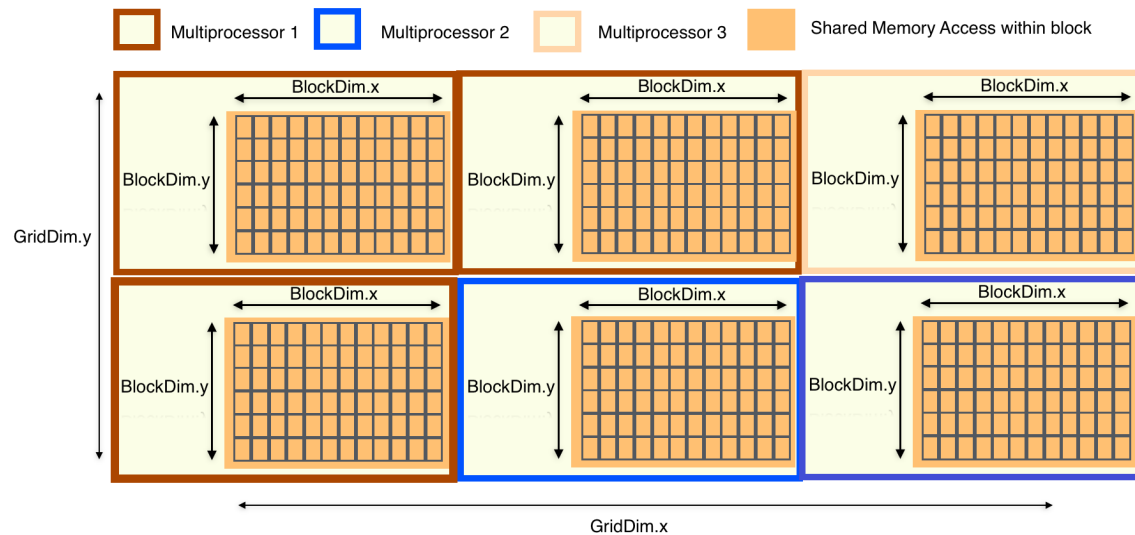 Multiprocessor 1
Multiprocessor 2
Multiprocessor 3
Shared Memory Access within block
BlockDim.x
BlockDim.x
BlockDim.x
BlockDim.y
BlockDim.y
BlockDim.y
GridDim.y
BlockDim.x
BlockDim.x
BlockDim.x
BlockDim.y
BlockDim.y
BlockDim.y
GridDim.x